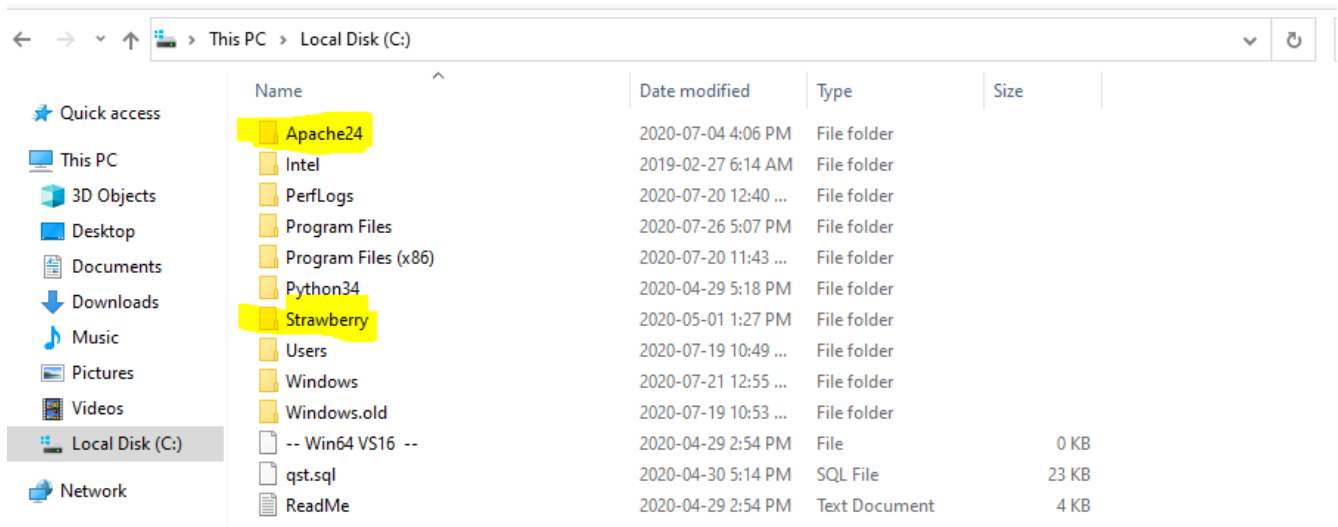 This PC > Local Disk (C:)
Name Date modified Type Size
Quick access
This PC
3D Objects
Desktop
Documents
Downloads
Music
Pictures
Videos
Local Disk (C:)
Network
Apache24 2020-07-04 4:06 PM File folder
Intel 2019-02-27 6:14 AM File folder
PerfLogs 2020-07-20 12:40 ... File folder
Program Files 2020-07-26 5:07 PM File folder
Program Files (x86) 2020-07-20 11:43 ... File folder
Python34 2020-04-29 5:18 PM File folder
Strawberry 2020-05-01 1:27 PM File folder
Users 2020-07-19 10:49 ... File folder
Windows 2020-07-21 12:55 ... File folder
Windows.old 2020-07-19 10:53 ... File folder
-- Win64 VS16 -- 2020-04-29 2:54 PM File 0 KB
qst.sql 2020-04-30 5:14 PM SQL File 23 KB
ReadMe 2020-04-29 2:54 PM Text Document 4 KB